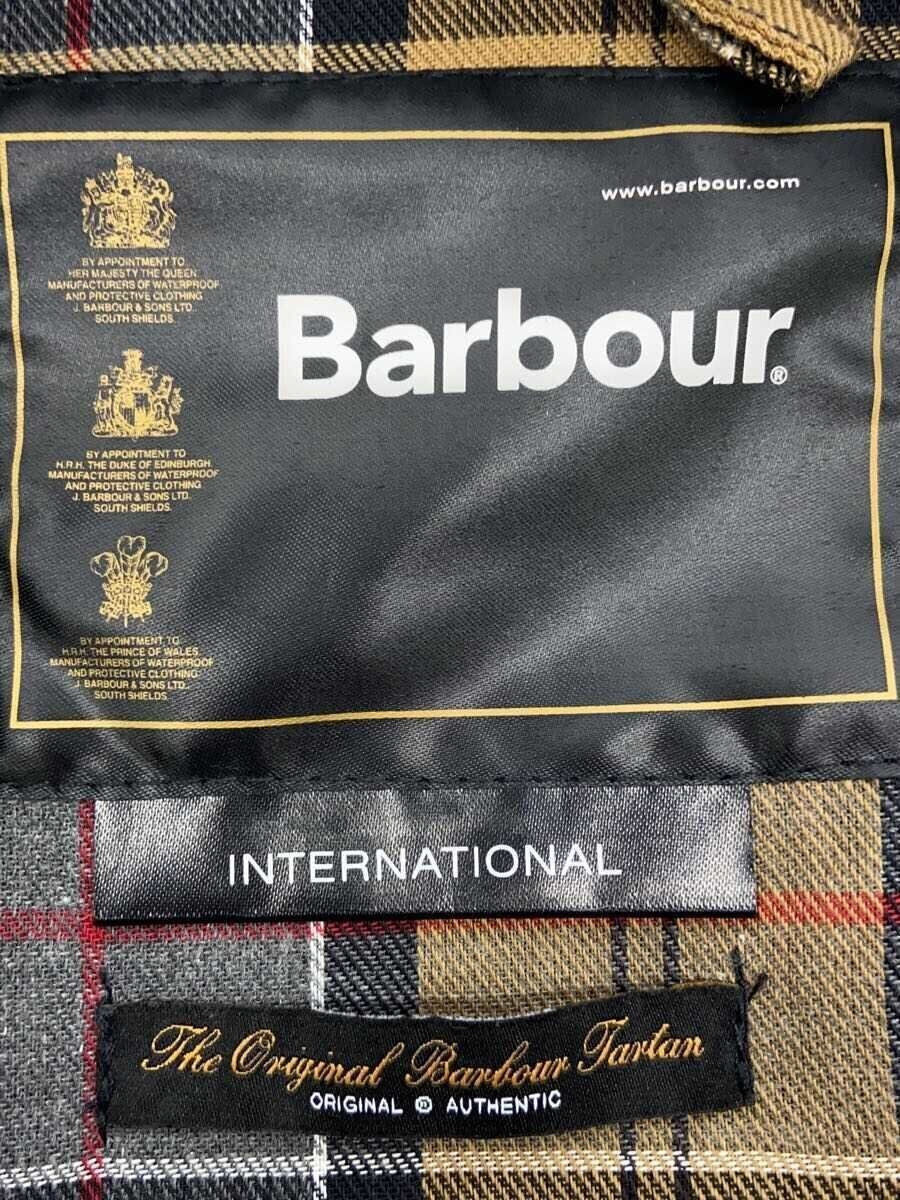 www.barbour.com
Barbour®
BY APPOINTMENT TO
HER MAJESTY THE QUEEN
MANUFACTURERS OF WATERPROOF
AND PROTECTIVE CLOTHING
J. BARBOUR & SONS LTD.
SOUTH SHIELDS.
BY APPOINTMENT TO
H.R.H. THE DUKE OF EDINBURGH
MANUFACTURERS OF WATERPROOF
AND PROTECTIVE CLOTHING
J. BARBOUR & SONS LTD.
SOUTH SHIELDS.
BY APPOINTMENT TO
H.R.H. THE PRINCE OF WALES
MANUFACTURERS OF WATERPROOF
AND PROTECTIVE CLOTHING
J. BARBOUR & SONS LTD.
SOUTH SHIELDS.
INTERNATIONAL
The Original Barbour Tartan
ORIGINAL ® AUTHENTIC